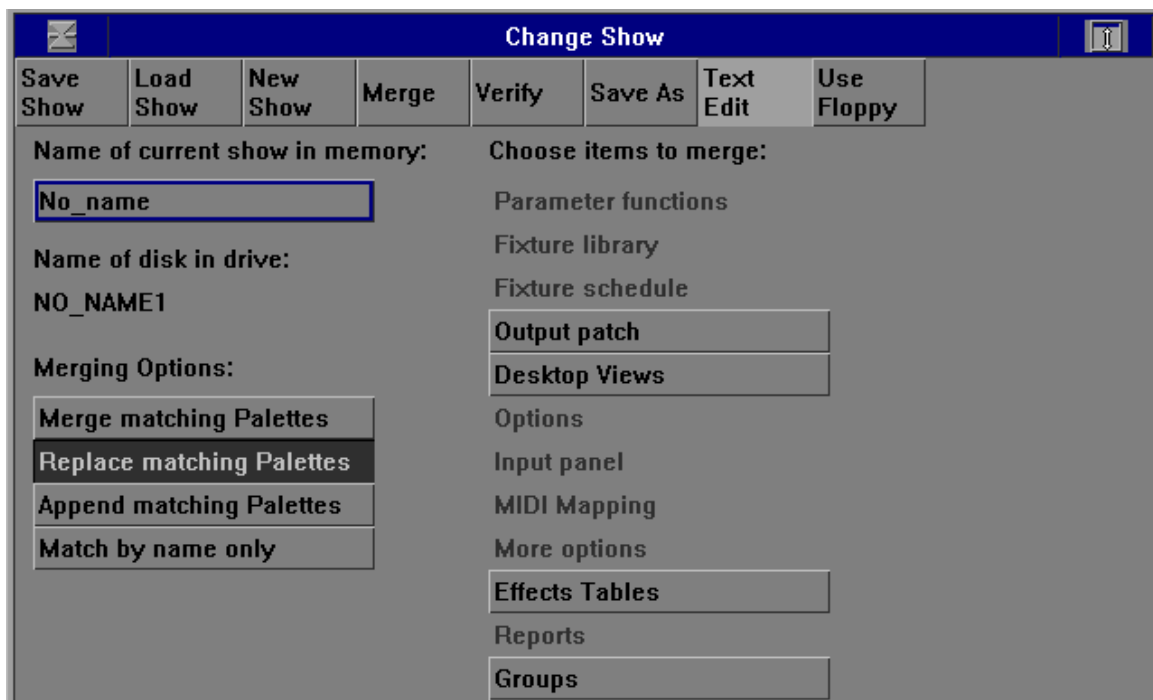 Change Show
Save
Show
Load
Show
New
Show
Merge
Verify
Save As
Text
Edit
Use
Floppy
Name of current show in memory:
No_name
Name of disk in drive:
NO_NAME1
Merging Options:
Merge matching Palettes
Replace matching Palettes
Append matching Palettes
Match by name only
Choose items to merge:
Parameter functions
Fixture library
Fixture schedule
Output patch
Desktop Views
Options
Input panel
MIDI Mapping
More options
Effects Tables
Reports
Groups